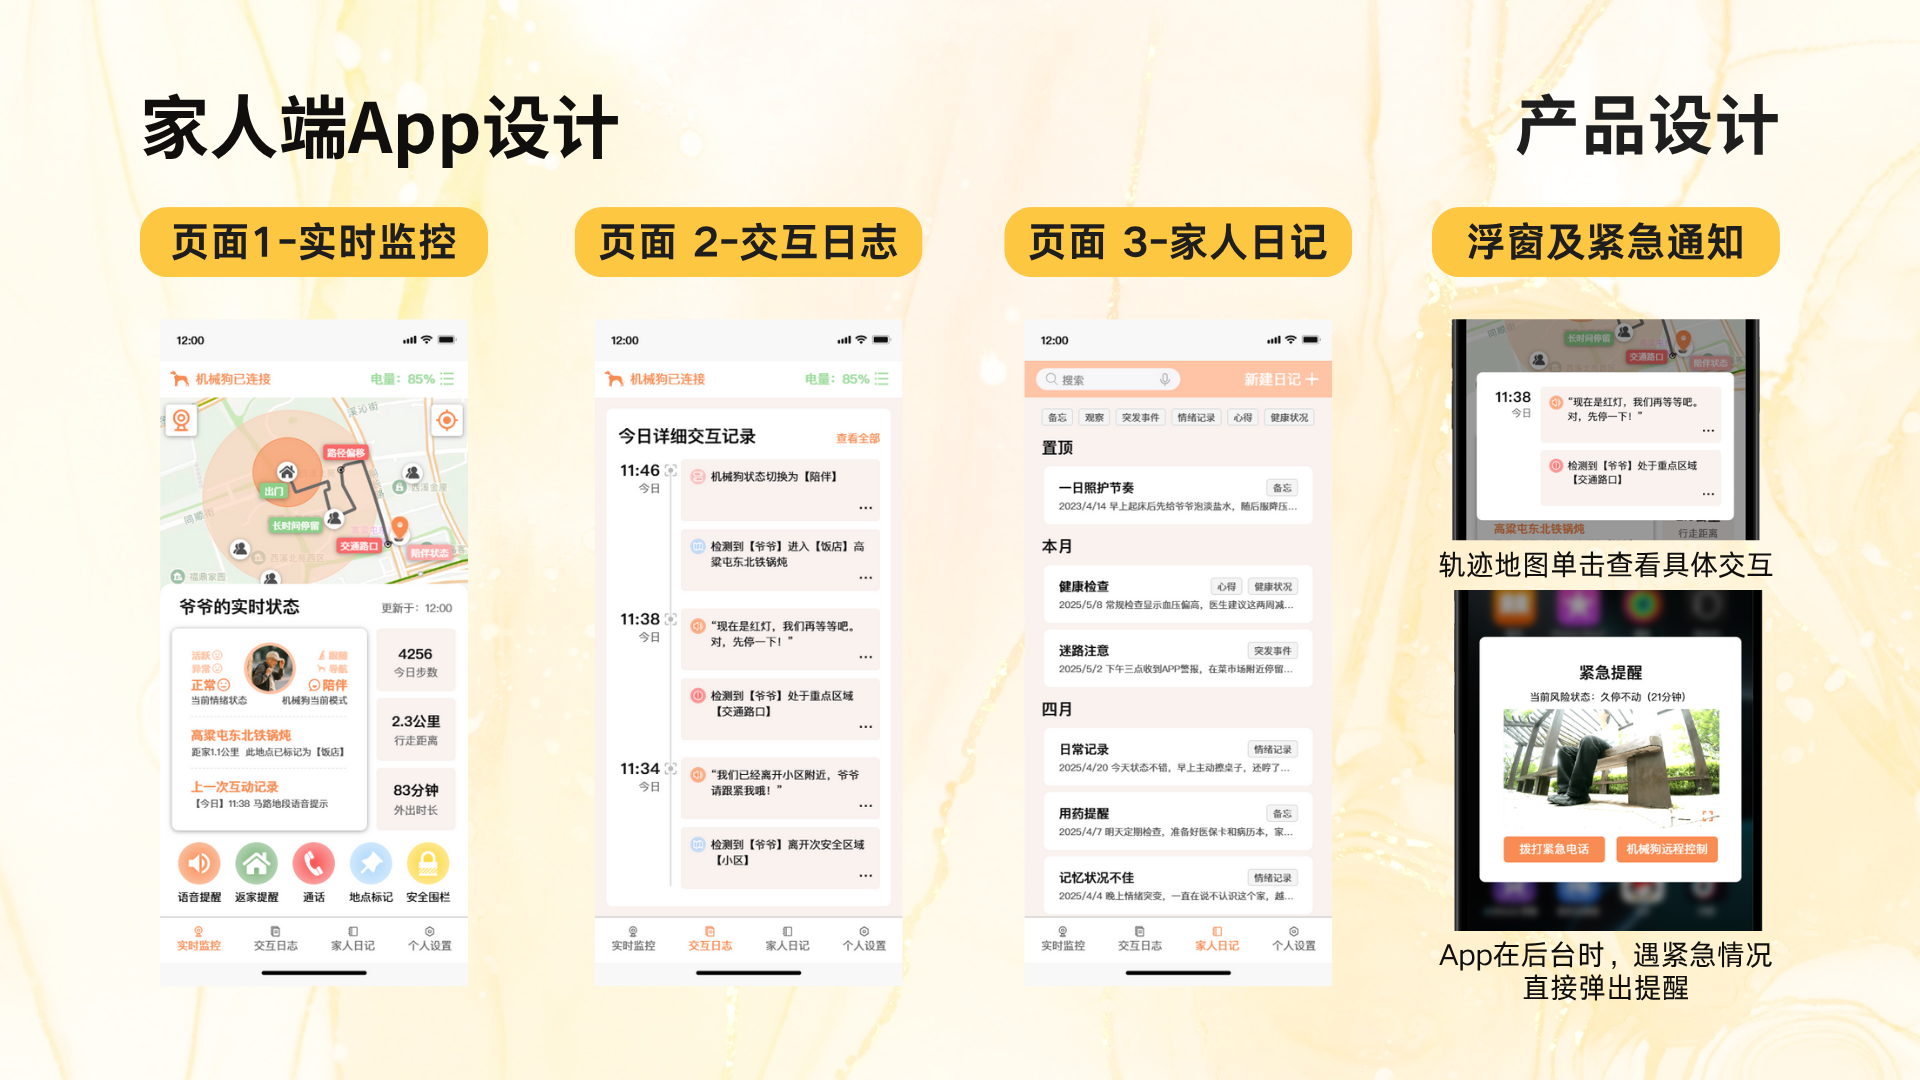 家人端App设计
产品设计
页面1-实时监控
页面 2-交互日志
页面 3-家人日记
浮窗及紧急通知
12:00
机械狗已连接
电量：85%
溪沁街
路径偏移
出门
西溪金座
同顺街
长时间停留
交通路口
西溪北苑西区
陪伴状态
福鼎家园
爷爷的实时状态
更新于：12:00
活跃
跟随
异常
导航
正常
陪伴
当前情绪状态
机械狗当前模式
高粱屯东北铁锅炖
距家1.1公里 此地点已标记为【饭店】
上一次互动记录
【今日】11:38 马路地段语音提示
4256
今日步数
2.3公里
行走距离
83分钟
外出时长
语音提醒
返家提醒
通话
地点标记
安全围栏
实时监控
交互日志
家人日记
个人设置
12:00
机械狗已连接
电量：85%
今日详细交互记录
查看全部
11:46
今日
机械狗状态切换为【陪伴】
...
检测到【爷爷】进入【饭店】高
粱屯东北铁锅炖
...
11:38
今日
“现在是红灯，我们再等等吧。
对，先停一下！”
...
检测到【爷爷】处于重点区域
【交通路口】
...
11:34
今日
“我们已经离开小区附近，爷爷
请跟紧我哦！”
...
检测到【爷爷】离开次安全区域
【小区】
...
实时监控
交互日志
家人日记
个人设置
12:00
搜索
新建日记
备忘
观察
突发事件
情绪记录
心得
健康状况
置顶
一日照护节奏
备忘
2023/4/14 早上起床后先给爷爷泡淡盐水，随后服降压...
本月
健康检查
心得
健康状况
2025/5/8 常规检查显示血压偏高，医生建议这两周减...
迷路注意
突发事件
2025/5/2 下午三点收到APP警报，在菜市场附近停留...
四月
日常记录
情绪记录
2025/4/20 今天状态不错，早上主动擦桌子，还哼了...
用药提醒
备忘
2025/4/7 明天定期检查，准备好医保卡和病历本，家...
记忆状况不佳
情绪记录
2025/4/4 晚上情绪突变，一直在说不认识这个家，越...
实时监控
交互日志
家人日记
个人设置
长时间停留
交通路口
陪伴状态
11:38
今日
“现在是红灯，我们再等等吧。
对，先停一下！”
...
检测到【爷爷】处于重点区域
【交通路口】
...
高粱屯东北铁锅炖
行走距离
轨迹地图单击查看具体交互
紧急提醒
当前风险状态：久停不动（21分钟）
拨打紧急电话
机械狗远程控制
App在后台时，遇紧急情况
直接弹出提醒